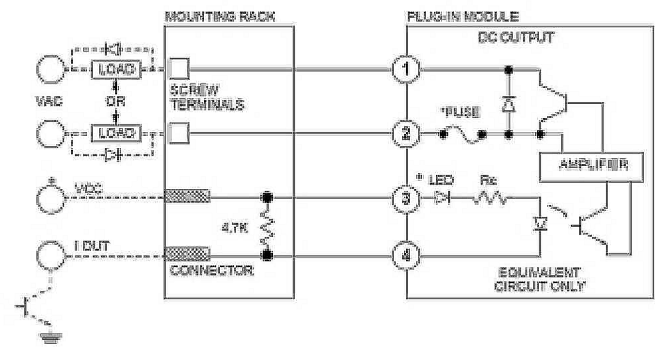 MOUNTING RACK
PLUG-IN MODULE
DC OUTPUT
LOAD
1
SCREW
TERMINALS
VAC
OR
*FUSE
LOAD
2
AMPLIFIER
*
VCC
* LED
Rc
3
4.7K
I OUT
4
CONNECTOR
EQUIVALENT
CIRCUIT ONLY